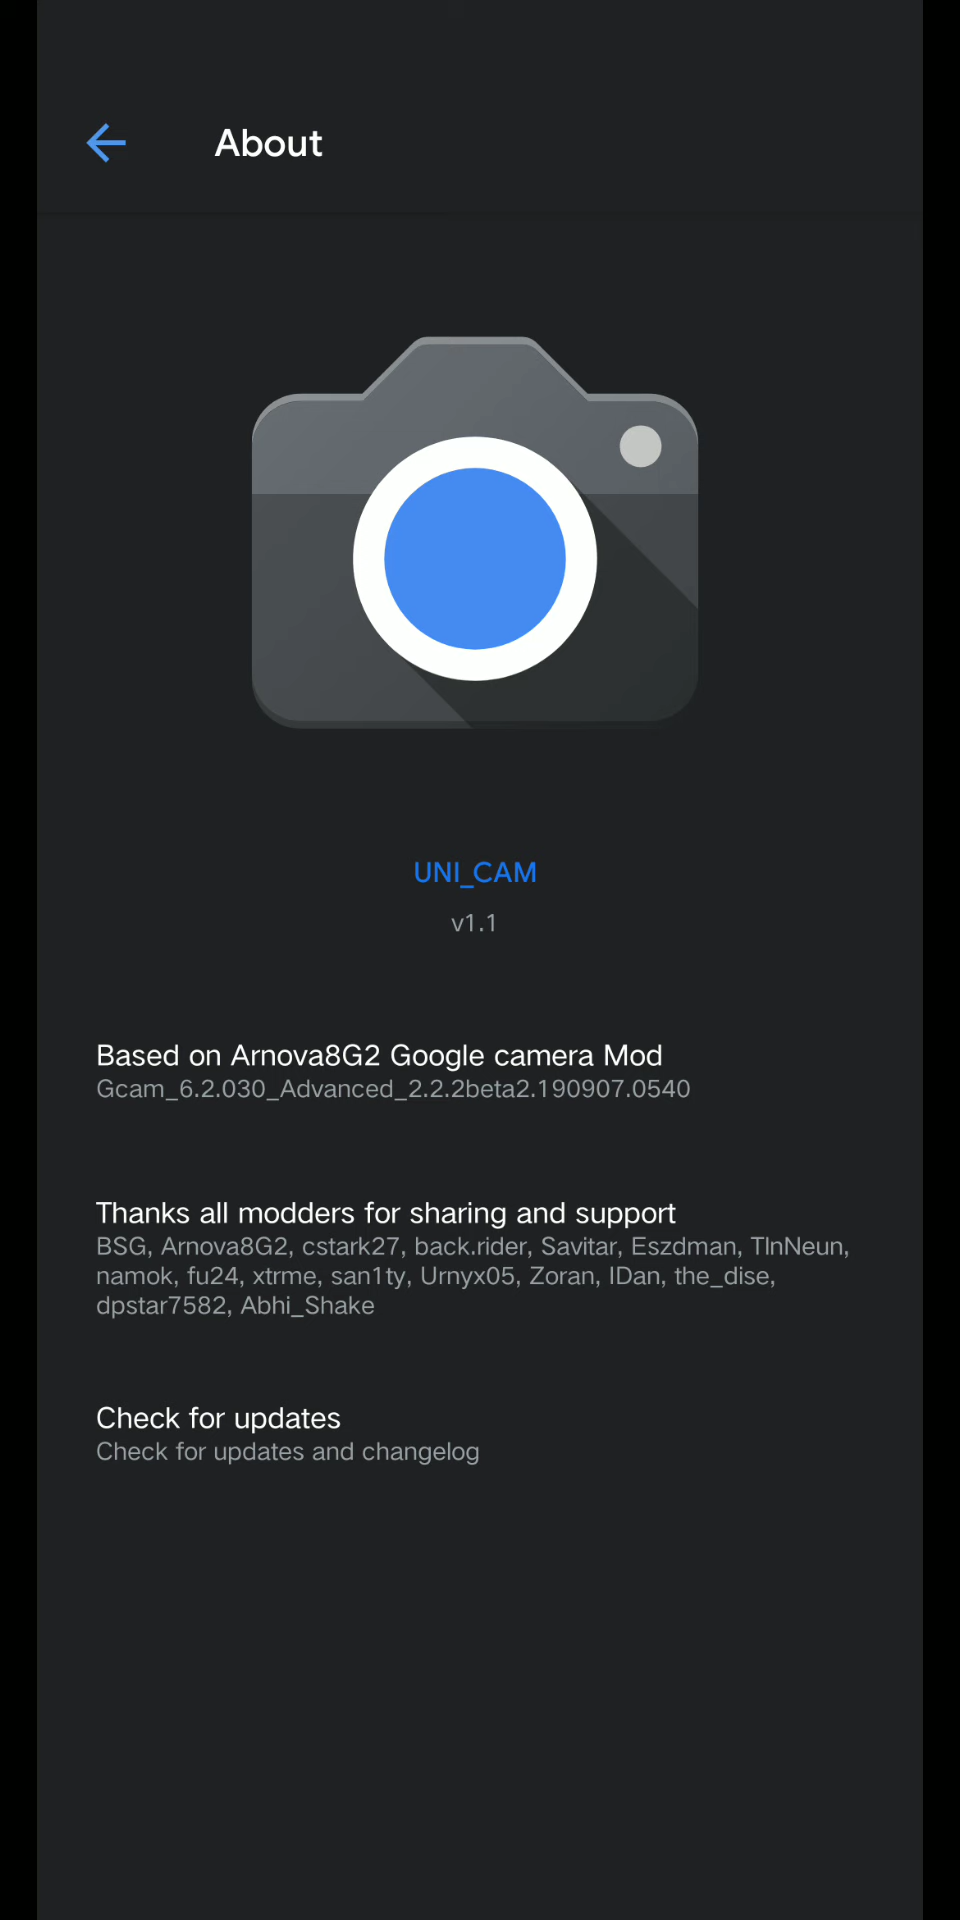 About
UNI_CAM
v1.1
Based on Arnova8G2 Google camera Mod
Gcam_6.2.030_Advanced_2.2.2beta2.190907.0540
Thanks all modders for sharing and support
BSG, Arnova8G2, cstark27, back.rider, Savitar, Eszdman, TlnNeun,
namok, fu24, xtrme, san1ty, Urnyx05, Zoran, IDan, the_dise,
dpstar7582, Abhi_Shake
Check for updates
Check for updates and changelog